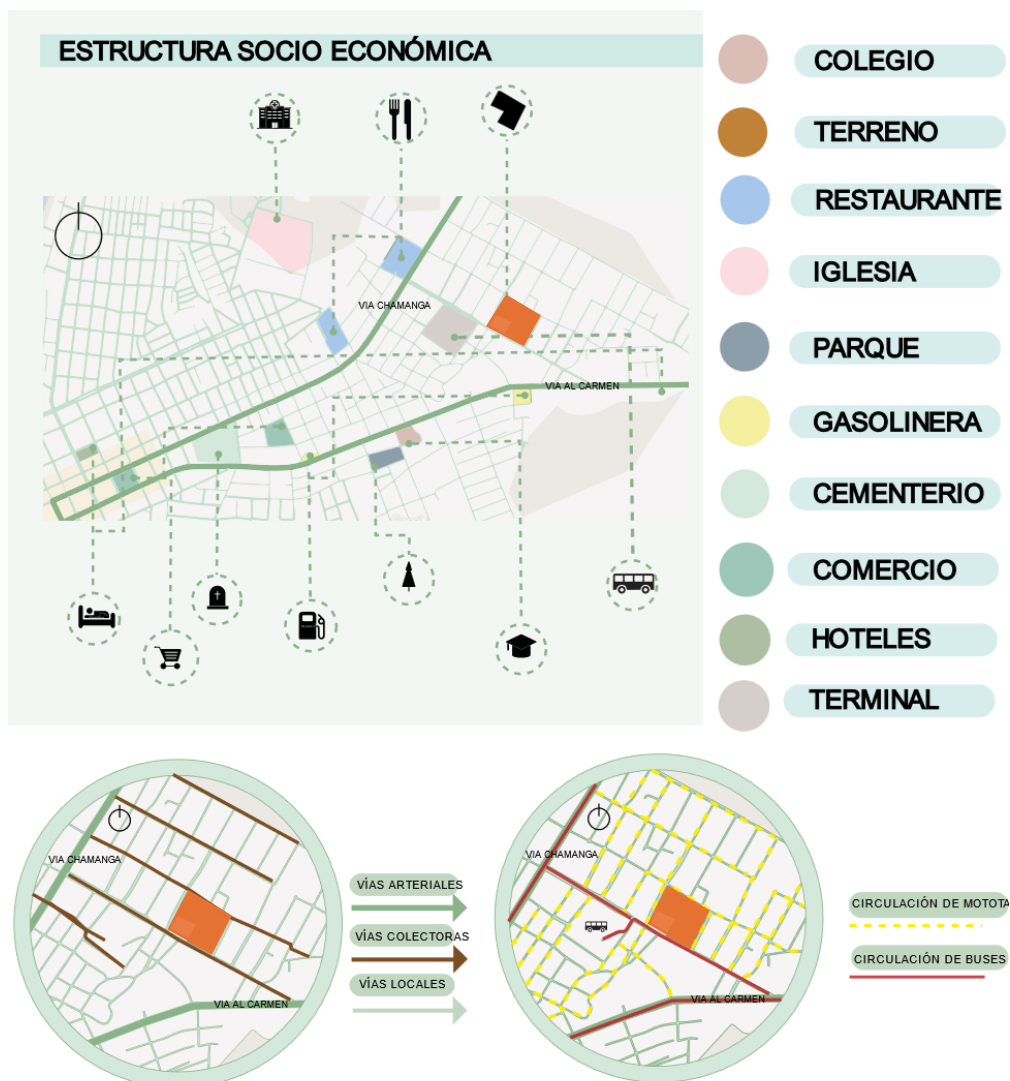 ESTRUCTURA SOCIO ECONÓMICA
VIA CHAMANGA
VIA AL CARMEN
COLEGIO
TERRENO
RESTAURANTE
IGLESIA
PARQUE
GASOLINERA
CEMENTERIO
COMERCIO
HOTELES
TERMINAL
VIA CHAMANGA
VIA AL CARMEN
VÍAS ARTERIALES
VÍAS COLECTORAS
VÍAS LOCALES
VIA CHAMANGA
VIA AL CARMEN
CIRCULACIÓN DE MOTOTA
CIRCULACIÓN DE BUSES